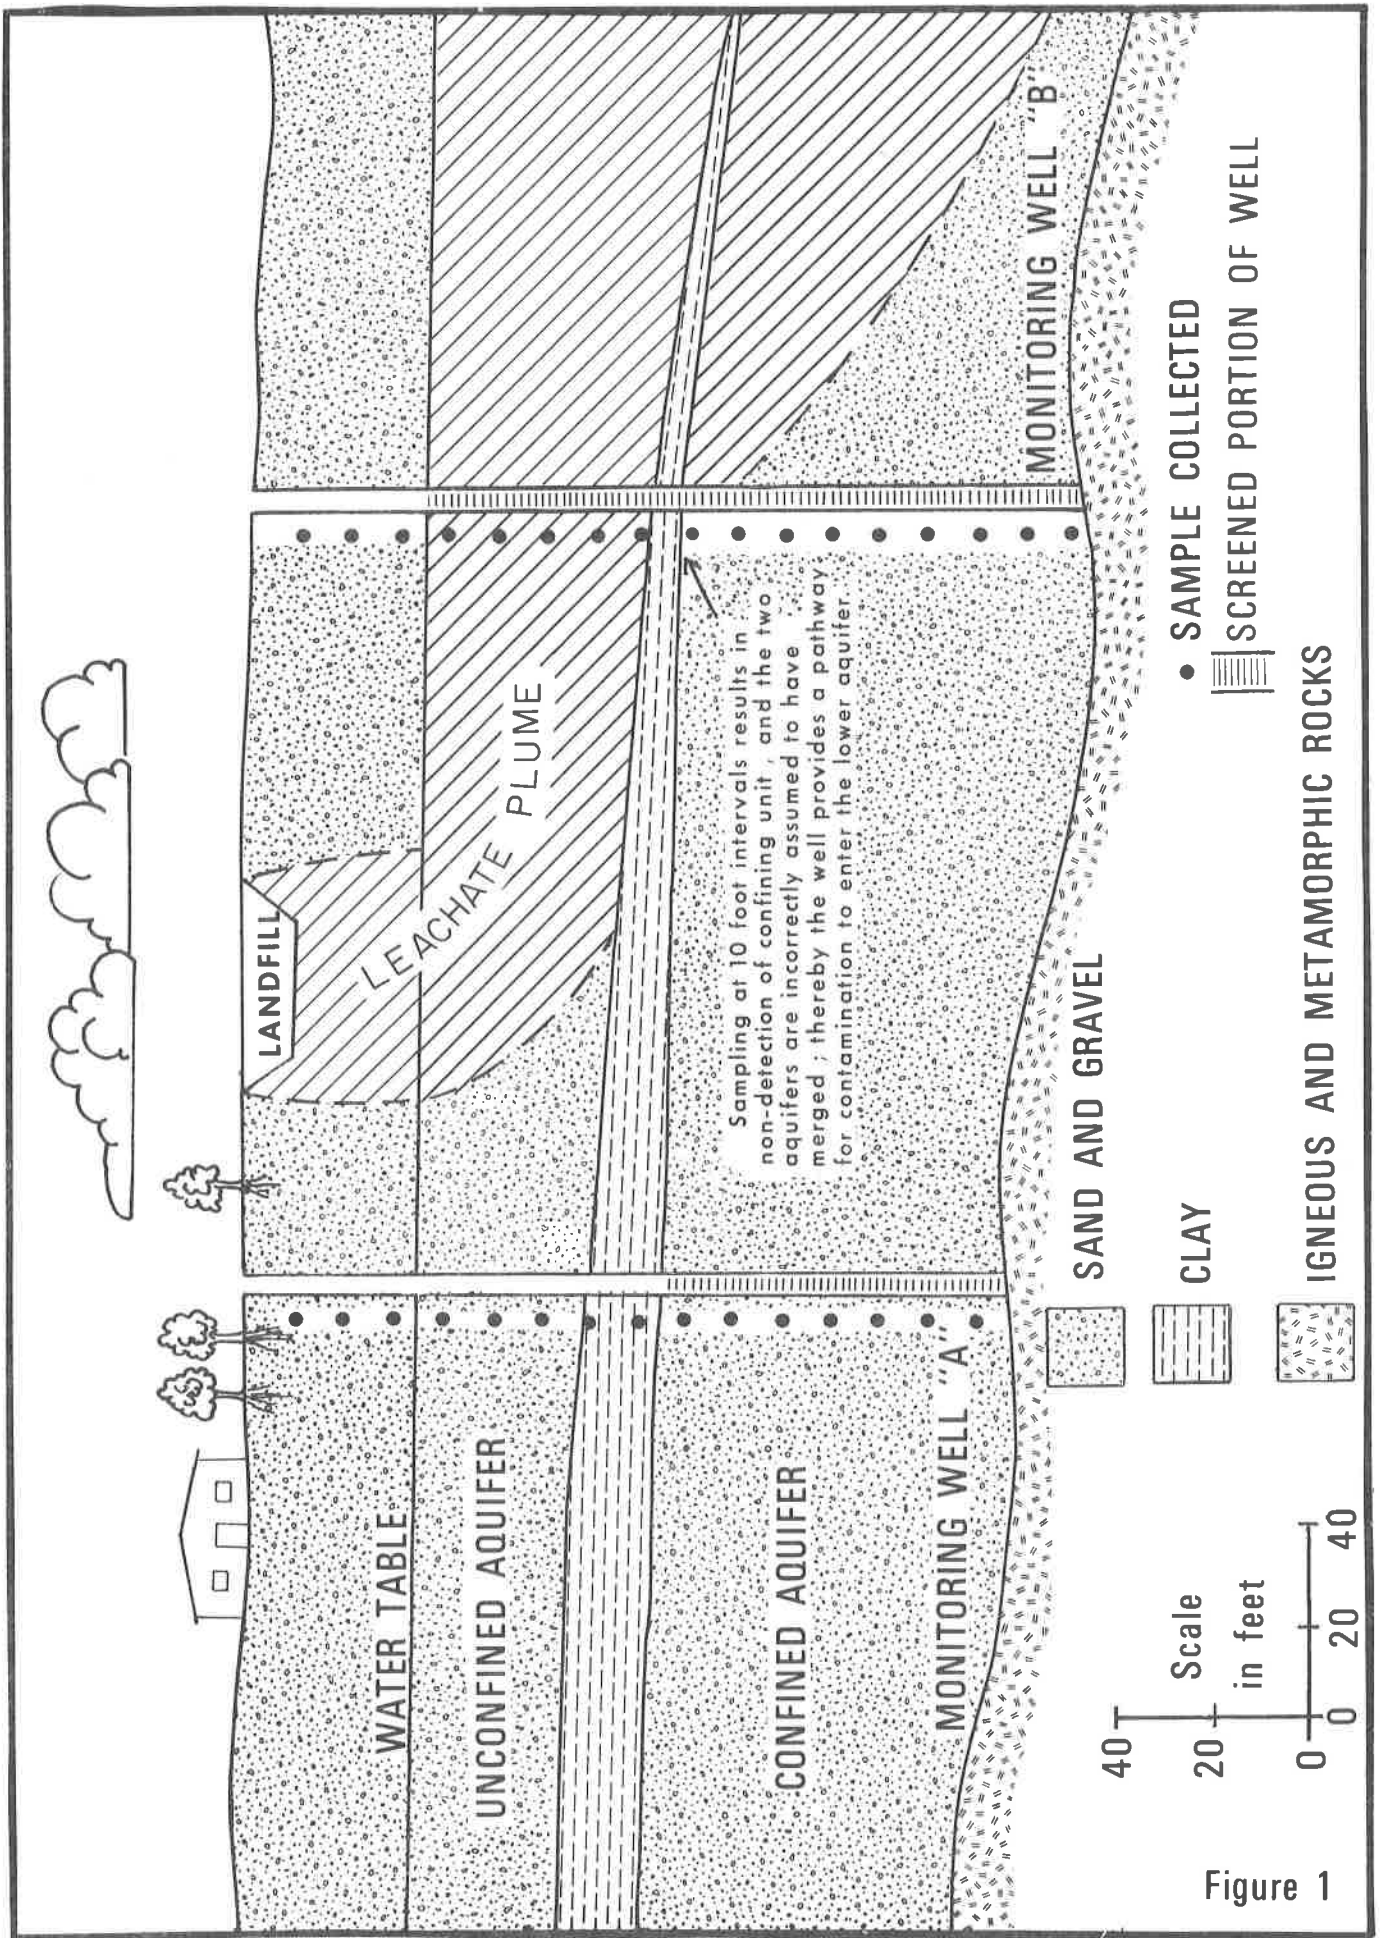 LANDFILL
LEACHATE PLUME
WATER TABLE
UNCONFINED AQUIFER
CONFINED AQUIFER
Sampling at 10 foot intervals results in
non-detection of confining unit, and the two
aquifers are incorrectly assumed to have
merged; thereby the well provides a pathway
for contamination to enter the lower aquifer
MONITORING WELL "A"
MONITORING WELL "B"
40
20
0
Scale
in feet
0 20 40
SAND AND GRAVEL
CLAY
IGNEOUS AND METAMORPHIC ROCKS
SAMPLE COLLECTED
SCREENED PORTION OF WELL
Figure 1